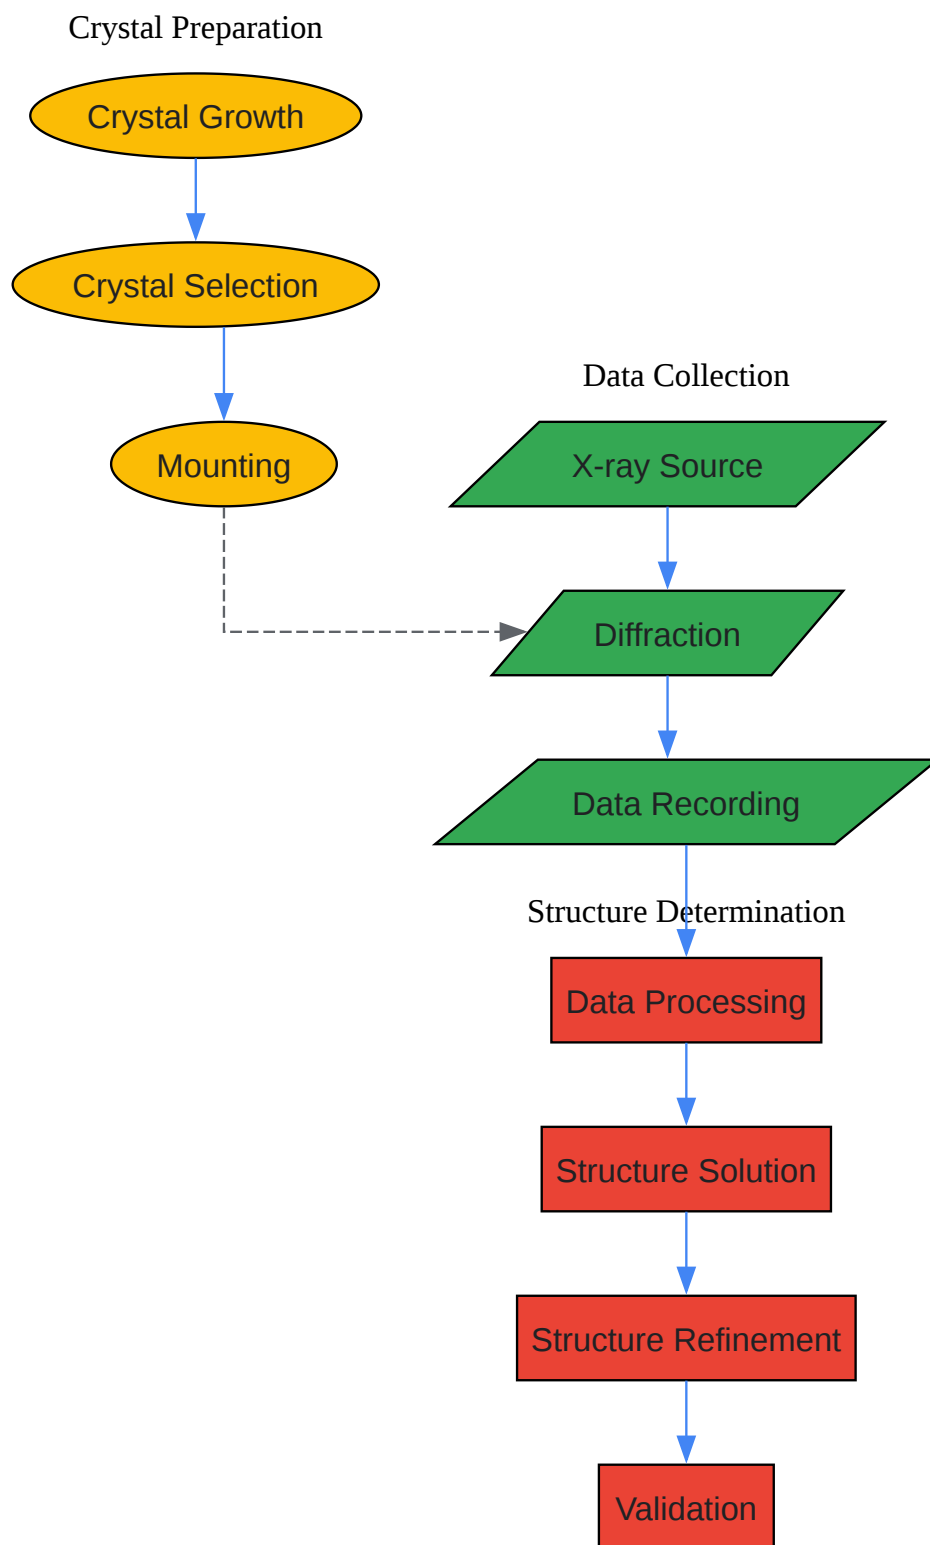 Crystal Preparation
Crystal Growth
Crystal Selection
Mounting
Data Collection
X-ray Source
Diffraction
Data Recording
Structure Determination
Data Processing
Structure Solution
Structure Refinement
Validation